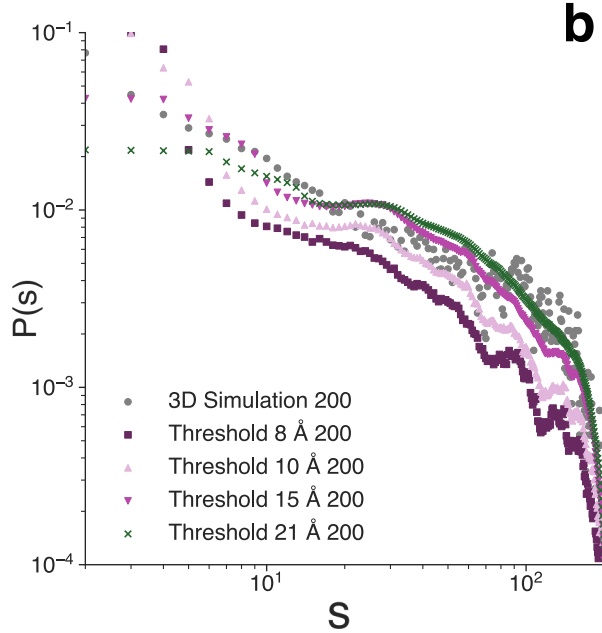 b
10⁻¹
10⁻²
10⁻³
10⁻⁴
P(s)
3D Simulation 200
Threshold 8 Å 200
Threshold 10 Å 200
Threshold 15 Å 200
Threshold 21 Å 200
10¹
10²
S